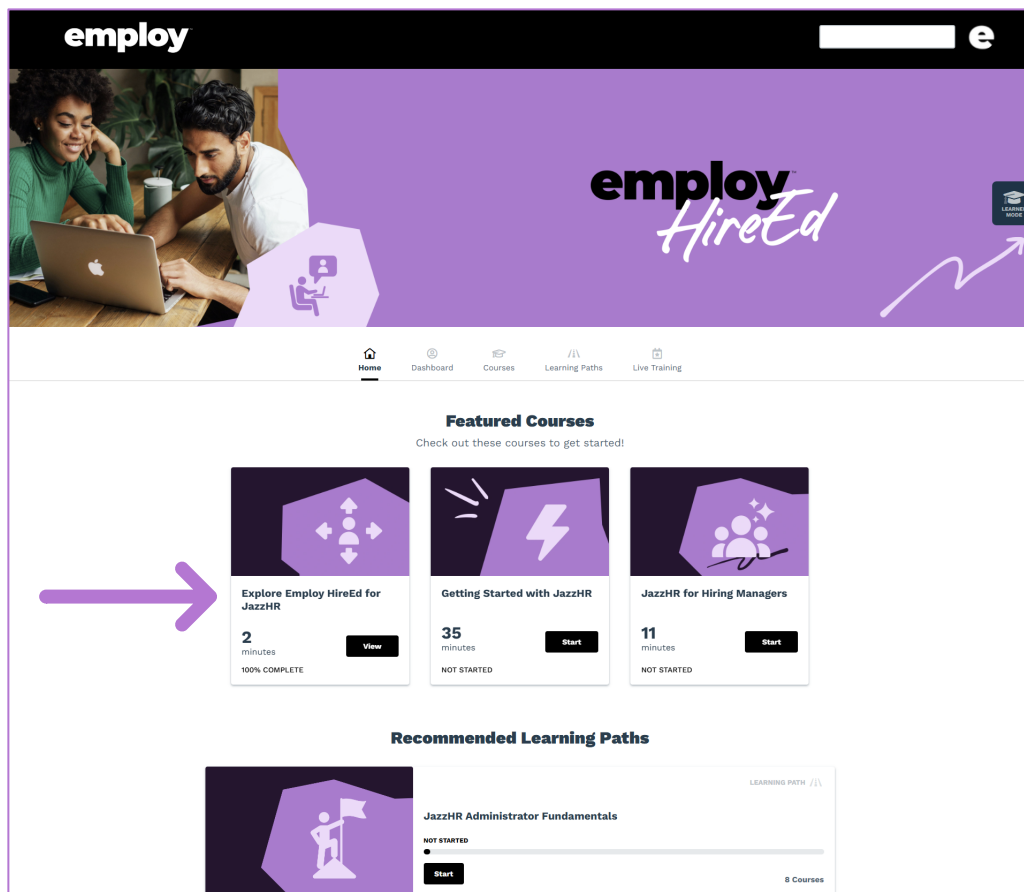 employ
e
employ
HireEd
LEARNER
MODE
Home
Dashboard
Courses
Learning Paths
Live Training
Featured Courses
Check out these courses to get started!
Explore Employ HireEd for
JazzHR
2
minutes
View
100% COMPLETE
Getting Started with JazzHR
35
minutes
Start
NOT STARTED
JazzHR for Hiring Managers
11
minutes
Start
NOT STARTED
Recommended Learning Paths
LEARNING PATH
JazzHR Administrator Fundamentals
NOT STARTED
Start
8 Courses